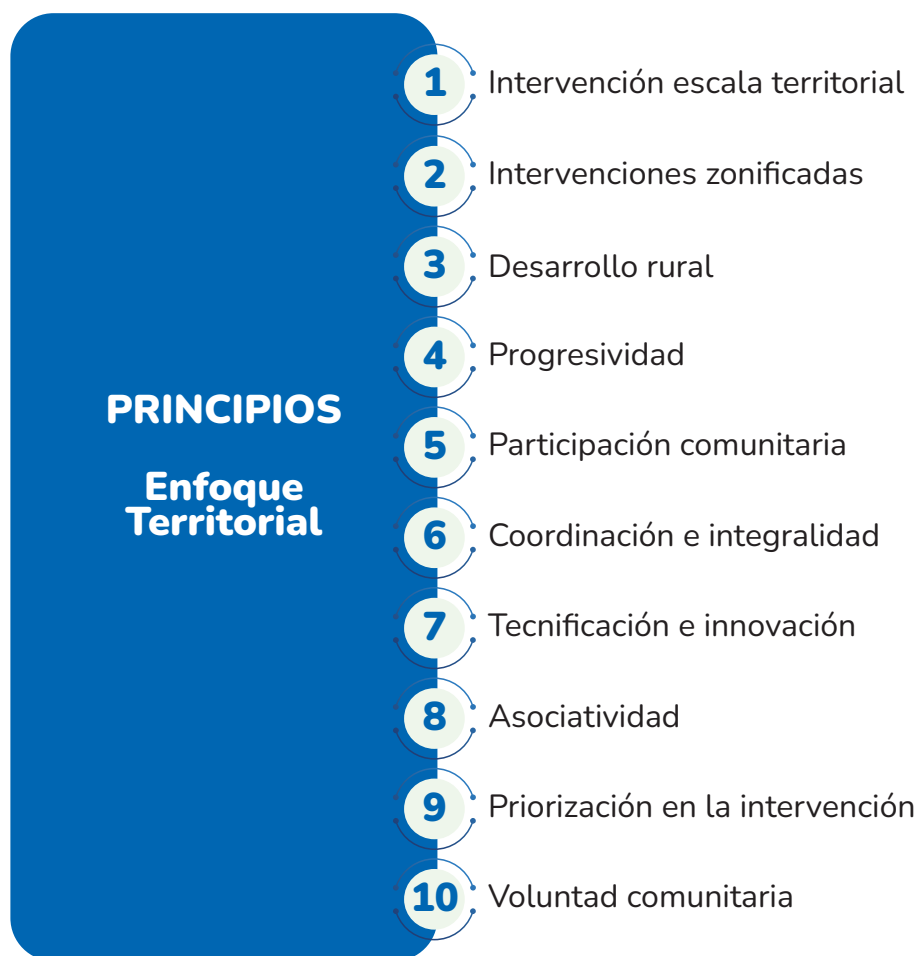 PRINCIPIOS
Enfoque
Territorial
1 Intervención escala territorial
2 Intervenciones zonificadas
3 Desarrollo rural
4 Progresividad
5 Participación comunitaria
6 Coordinación e integralidad
7 Tecnificación e innovación
8 Asociatividad
9 Priorización en la intervención
10 Voluntad comunitaria